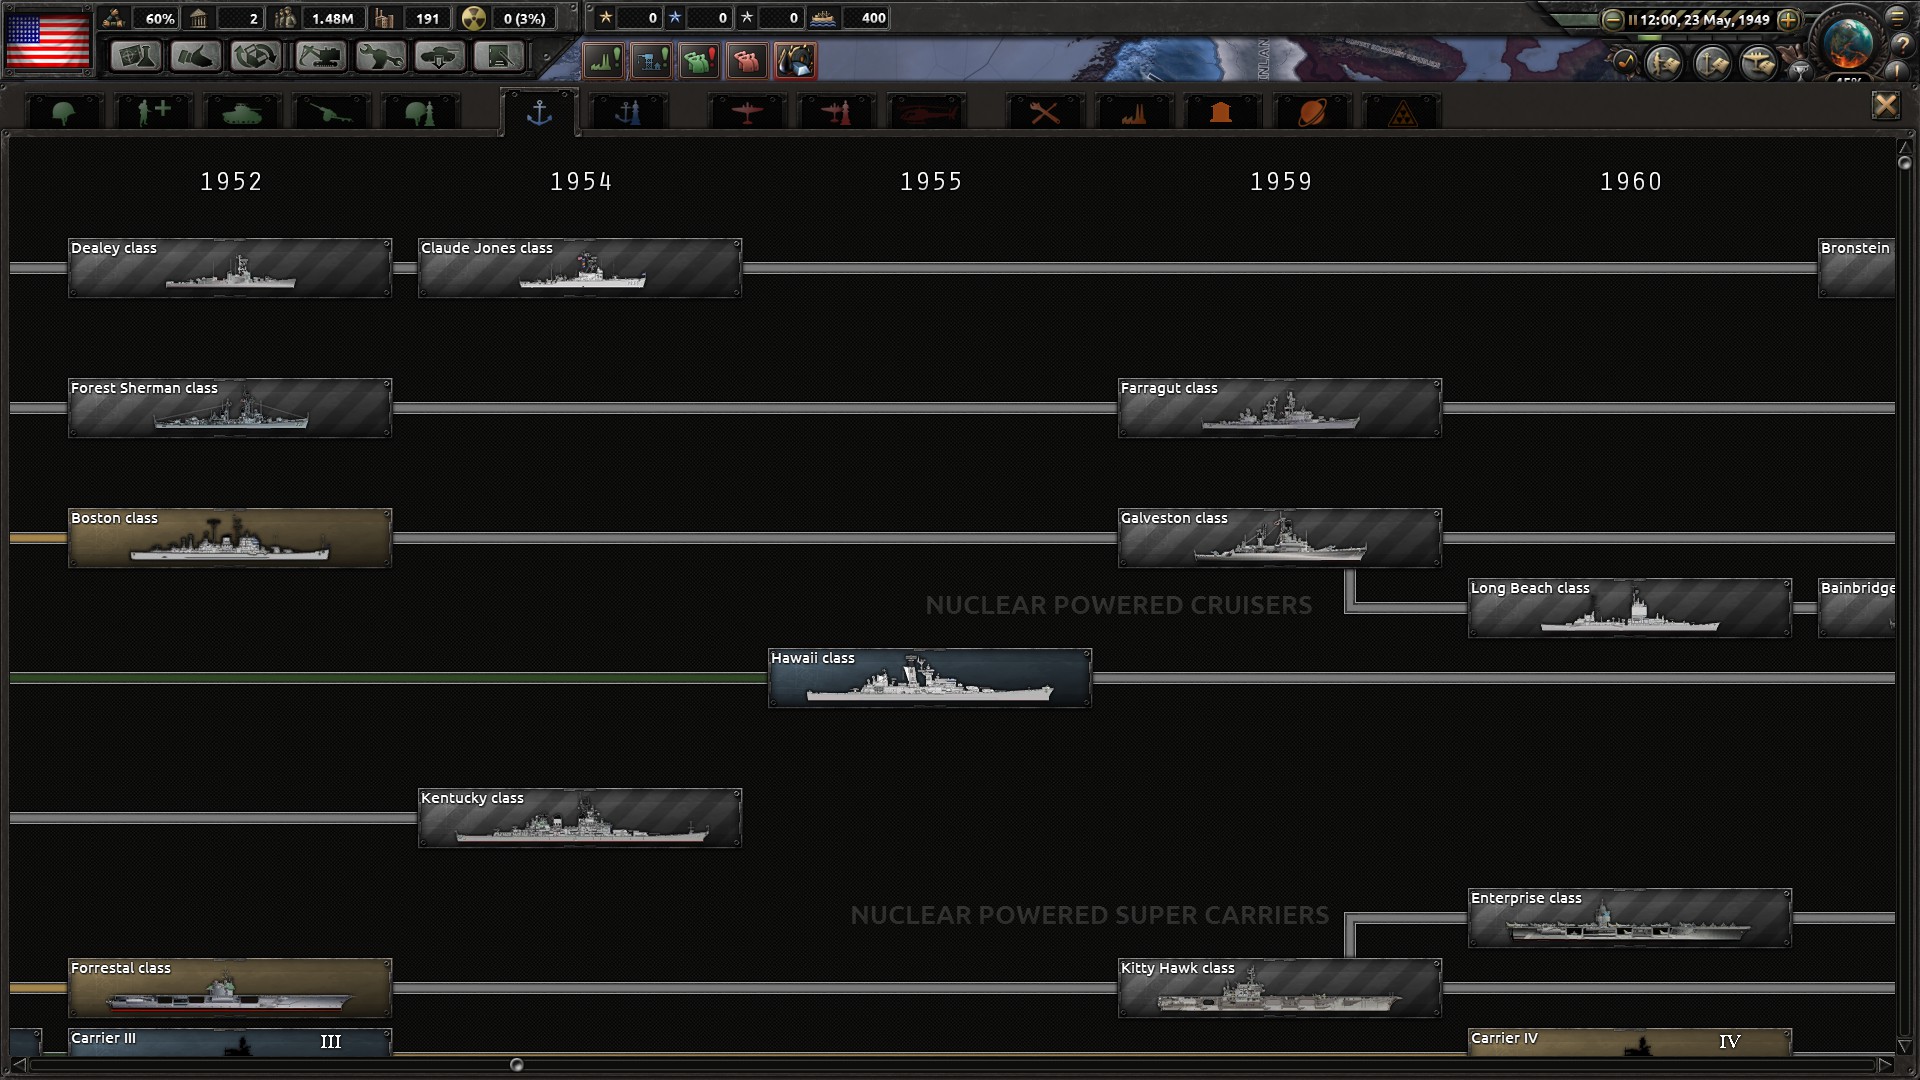 60%
2
1.48M
191
0 (3%)
0
0
0
400
12:00, 23 May, 1949
INLAN
1952
1954
1955
1959
1960
Dealey class
Claude Jones class
Bronstein
Forest Sherman class
Farragut class
Boston class
Galveston class
NUCLEAR POWERED CRUISERS
Long Beach class
Bainbridge
Hawaii class
Kentucky class
NUCLEAR POWERED SUPER CARRIERS
Enterprise class
Forrestal class
Kitty Hawk class
Carrier III
III
Carrier IV
IV